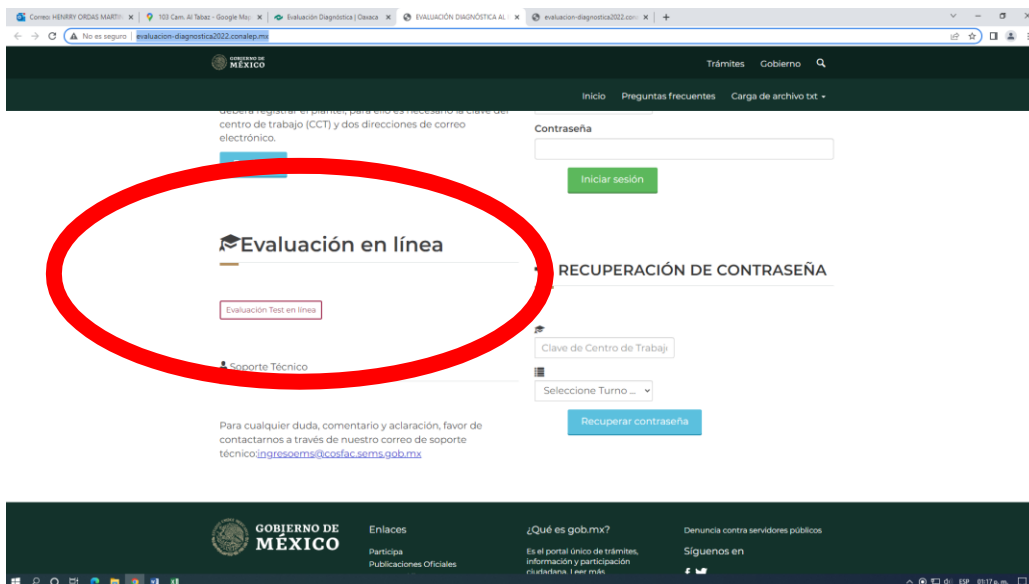 Correo: HENRRY ORDAS MARTIN
103 Cam. Al Tabaz - Google Map
Evaluación Diagnóstica | Oaxaca
EVALUACIÓN DIAGNÓSTICA AL
evaluacion-diagnostica2022.con
No es seguro | evaluacion-diagnostica2022.conalep.mx
GOBIERNO DE
MÉXICO
Trámites Gobierno
Inicio Preguntas frecuentes Carga de archivo txt
deberá registrar el plantel, para ello es necesario la clave del
centro de trabajo (CCT) y dos direcciones de correo
electrónico.
Contraseña
Iniciar sesión
Evaluación en línea
Evaluación Test en línea
Soporte Técnico
Para cualquier duda, comentario y aclaración, favor de
contactarnos a través de nuestro correo de soporte
técnico:ingresoems@cosfac.sems.gob.mx
RECUPERACIÓN DE CONTRASEÑA
Clave de Centro de Trabajo
Seleccione Turno ...
Recuperar contraseña
GOBIERNO DE
MÉXICO
Enlaces
Participa
Publicaciones Oficiales
¿Qué es gob.mx?
Es el portal único de trámites,
información y participación
ciudadana. Leer más
Denuncia contra servidores públicos
Síguenos en
ESP 01:17 p. m.